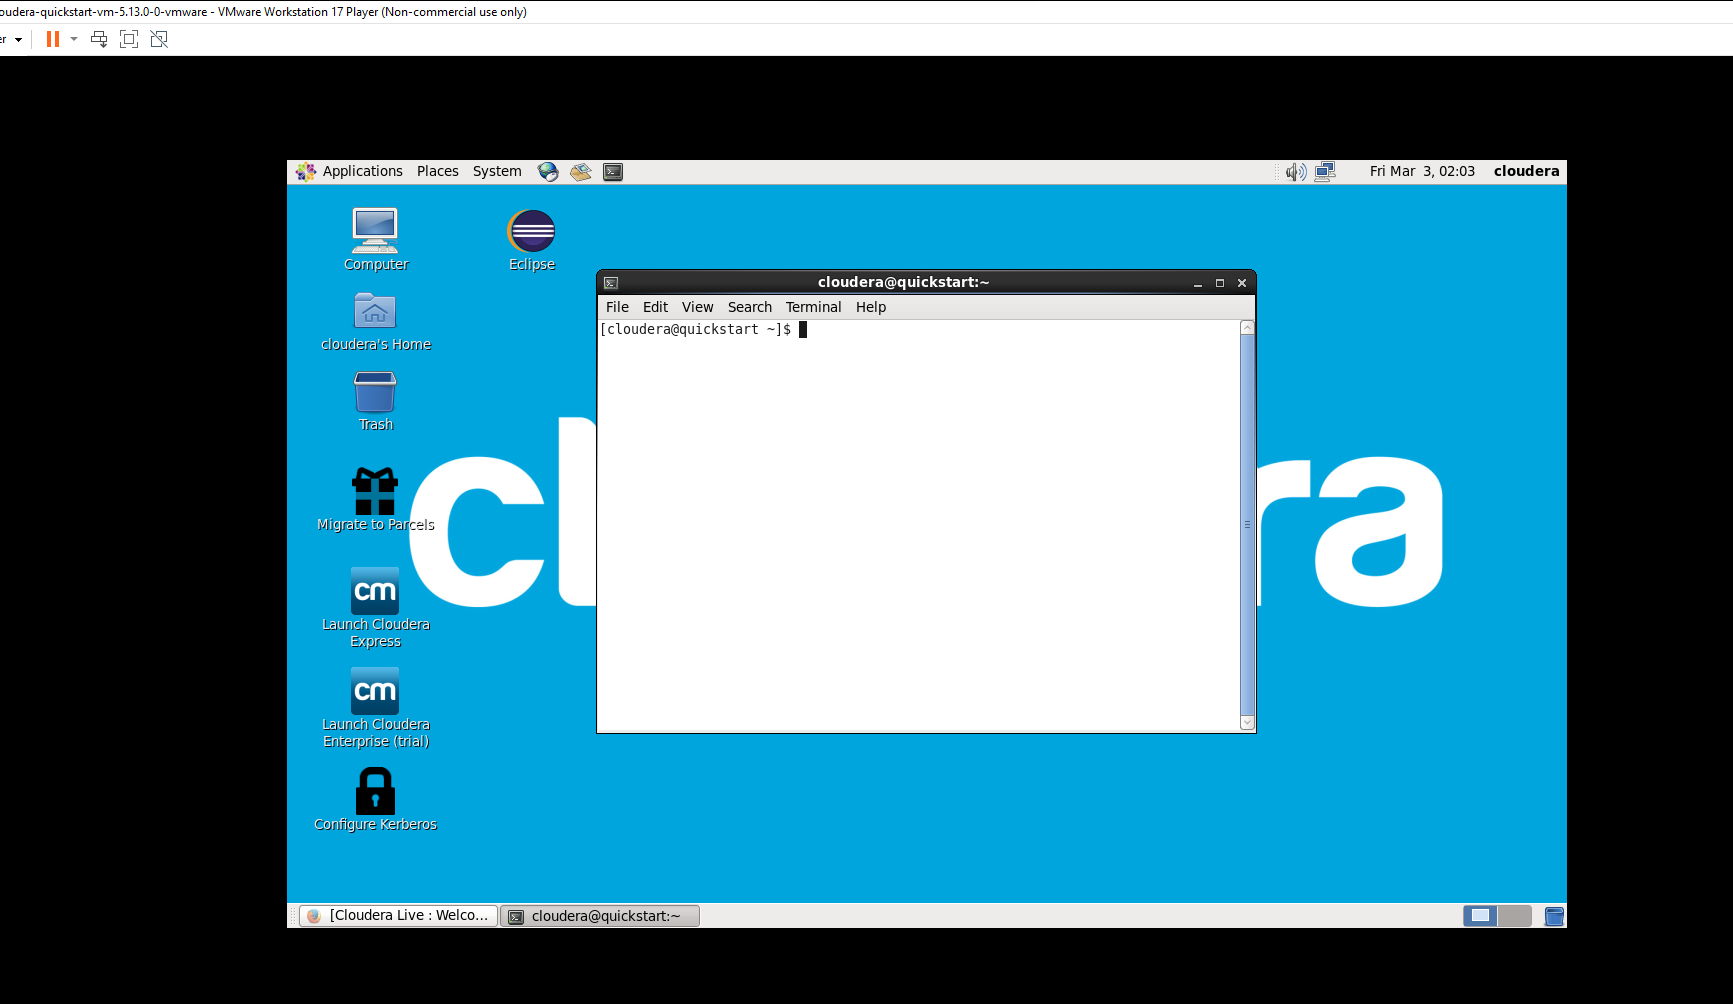 oudera-quickstart-vm-5.13.0-0-vmware - VMware Workstation 17 Player (Non-commercial use only)
er
Applications Places System Fri Mar 3, 02:03 cloudera
Computer
Eclipse
cloudera@quickstart:~
File Edit View Search Terminal Help
[cloudera@quickstart ~]$
cloudera's Home
Trash
cl
ra
Migrate to Parcels
cm
Launch Cloudera
Express
cm
Launch Cloudera
Enterprise (trial)
Configure Kerberos
[Cloudera Live : Welco... cloudera@quickstart:~